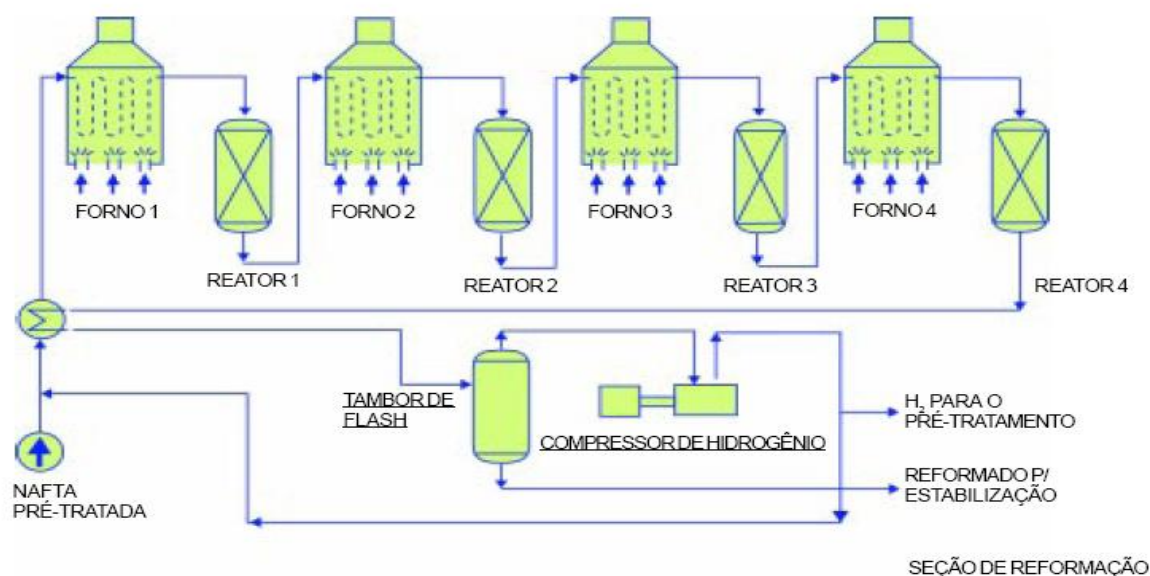 FORNO 1
FORNO 2
FORNO 3
FORNO 4
REATOR 1
REATOR 2
REATOR 3
REATOR 4
TAMBOR DE
FLASH
COMPRESSOR DE HIDROGÊNIO
H₂ PARA O
PRÉ-TRATAMENTO
REFORMADO P/
ESTABILIZAÇÃO
NAFTA
PRÉ-TRATADA
SEÇÃO DE REFORMAÇÃO